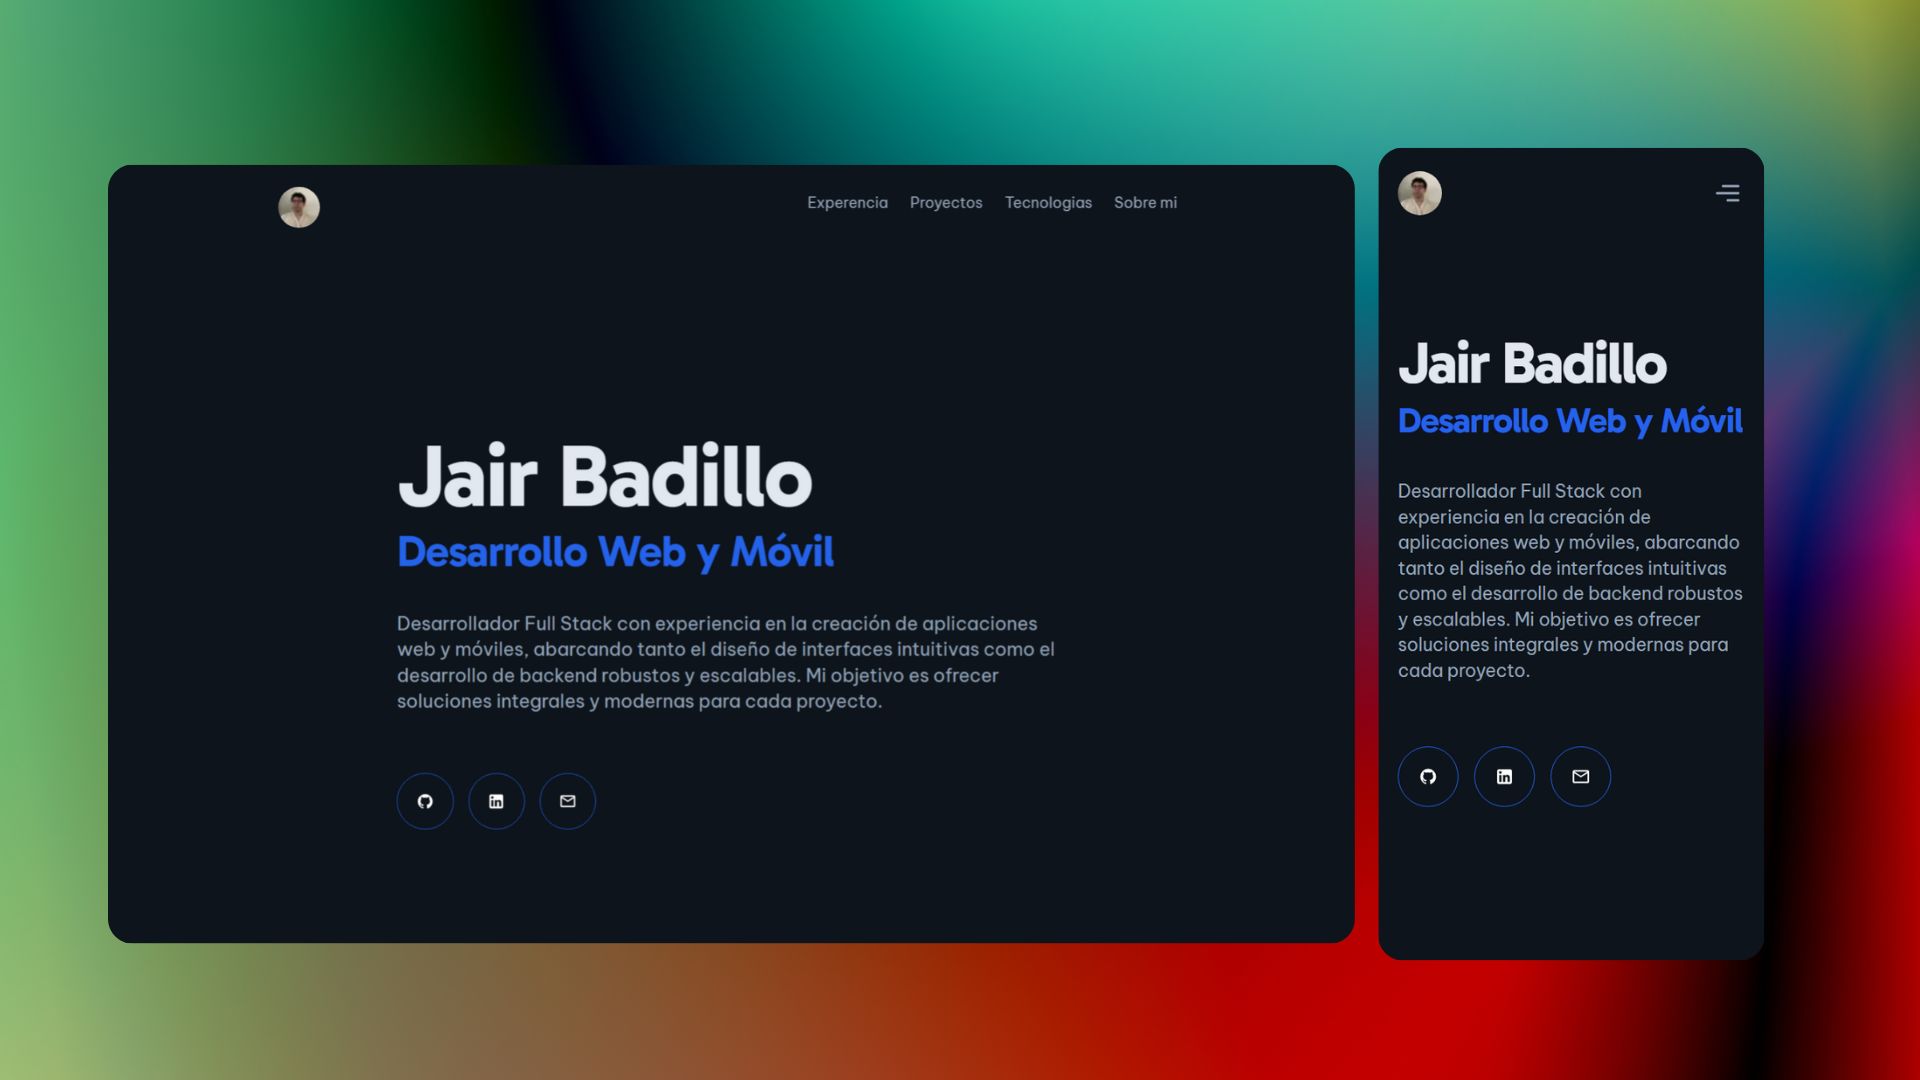 Experencia Proyectos Tecnologias Sobre mi
Jair Badillo
Desarrollo Web y Móvil
Desarrollador Full Stack con experiencia en la creación de aplicaciones
web y móviles, abarcando tanto el diseño de interfaces intuitivas como el
desarrollo de backend robustos y escalables. Mi objetivo es ofrecer
soluciones integrales y modernas para cada proyecto.
Jair Badillo
Desarrollo Web y Móvil
Desarrollador Full Stack con
experiencia en la creación de
aplicaciones web y móviles, abarcando
tanto el diseño de interfaces intuitivas
como el desarrollo de backend robustos
y escalables. Mi objetivo es ofrecer
soluciones integrales y modernas para
cada proyecto.